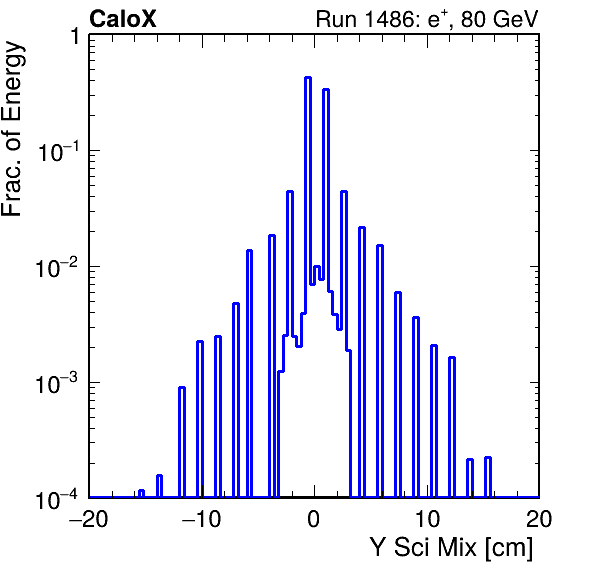 CaloX Run 1486: e⁺, 80 GeV
Frac. of Energy
1
10⁻¹
10⁻²
10⁻³
10⁻⁴
−20 −10 0 10 20
Y Sci Mix [cm]